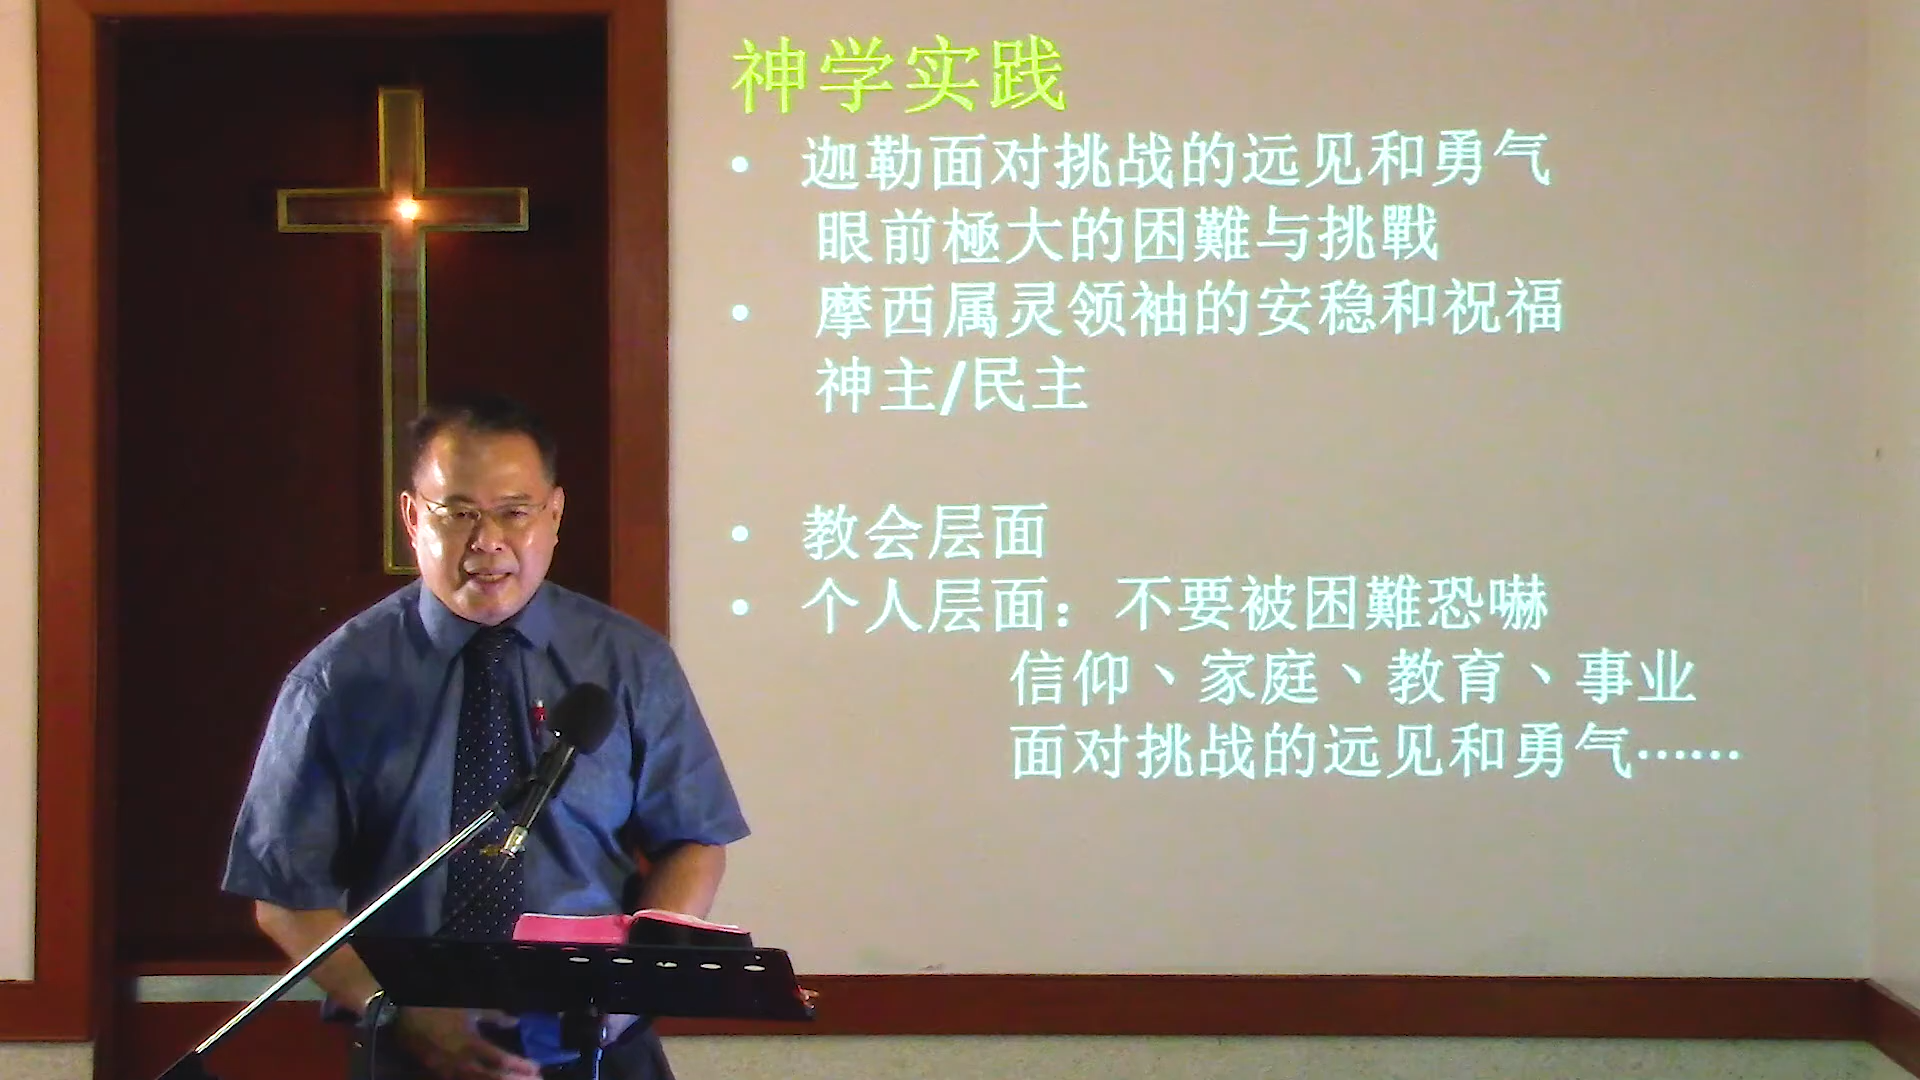 神学实践
• 迦勒面对挑战的远见和勇气
眼前極大的困難与挑戰
• 摩西属灵领袖的安稳和祝福
神主/民主
• 教会层面
• 个人层面：不要被困難恐嚇
信仰、家庭、教育、事业
面对挑战的远见和勇气……